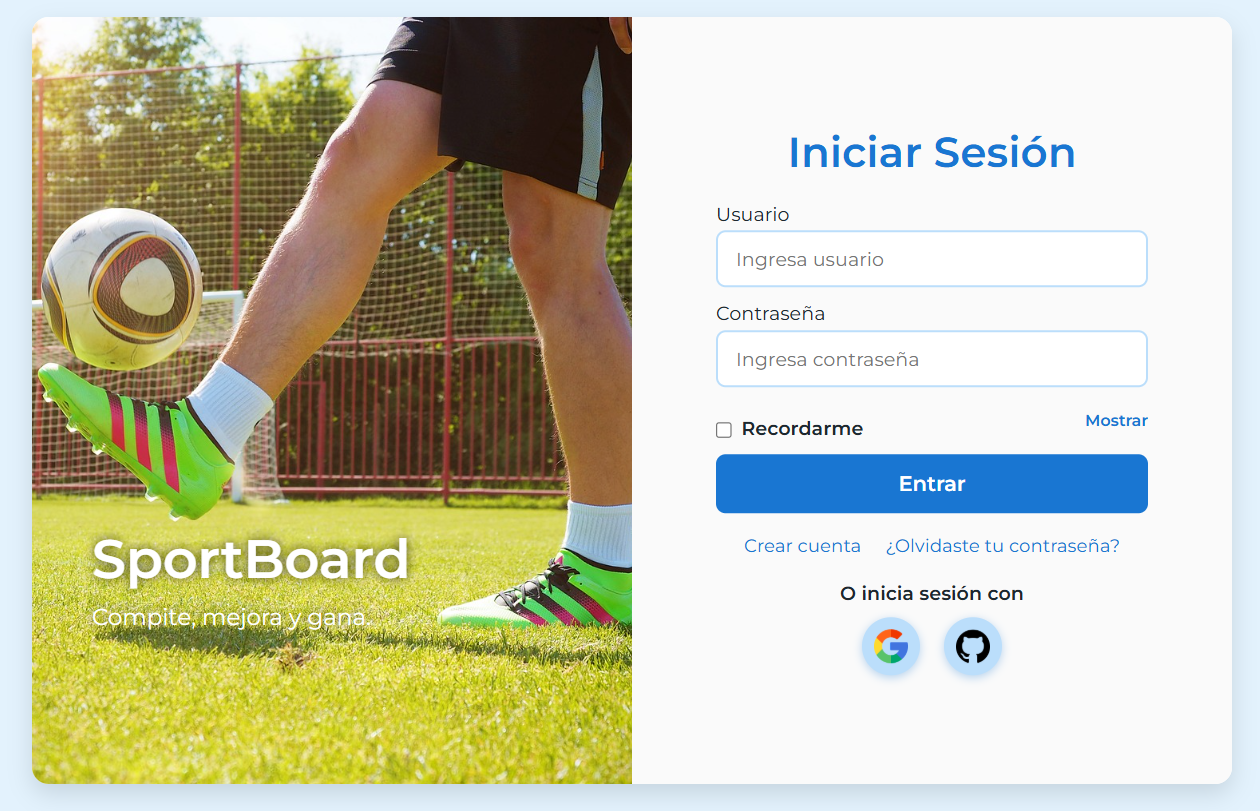 SportBoard
Compite, mejora y gana.
Iniciar Sesión
Usuario
Ingresa usuario
Contraseña
Ingresa contraseña
Recordarme
Mostrar
Entrar
Crear cuenta ¿Olvidaste tu contraseña?
O inicia sesión con